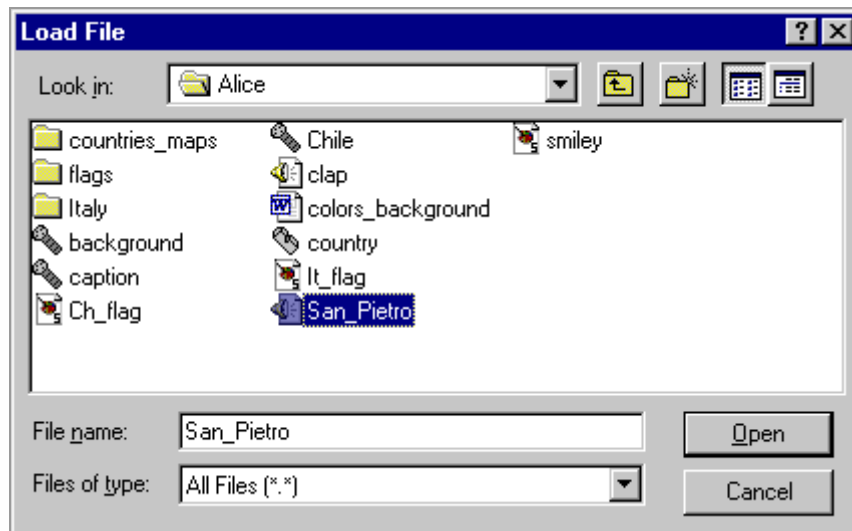 Load File
Look in: Alice
countries_maps
flags
Italy
background
caption
Ch_flag
Chile
clap
colors_background
country
It_flag
San_Pietro
smiley
File name: San_Pietro
Open
Files of type: All Files (*.*)
Cancel